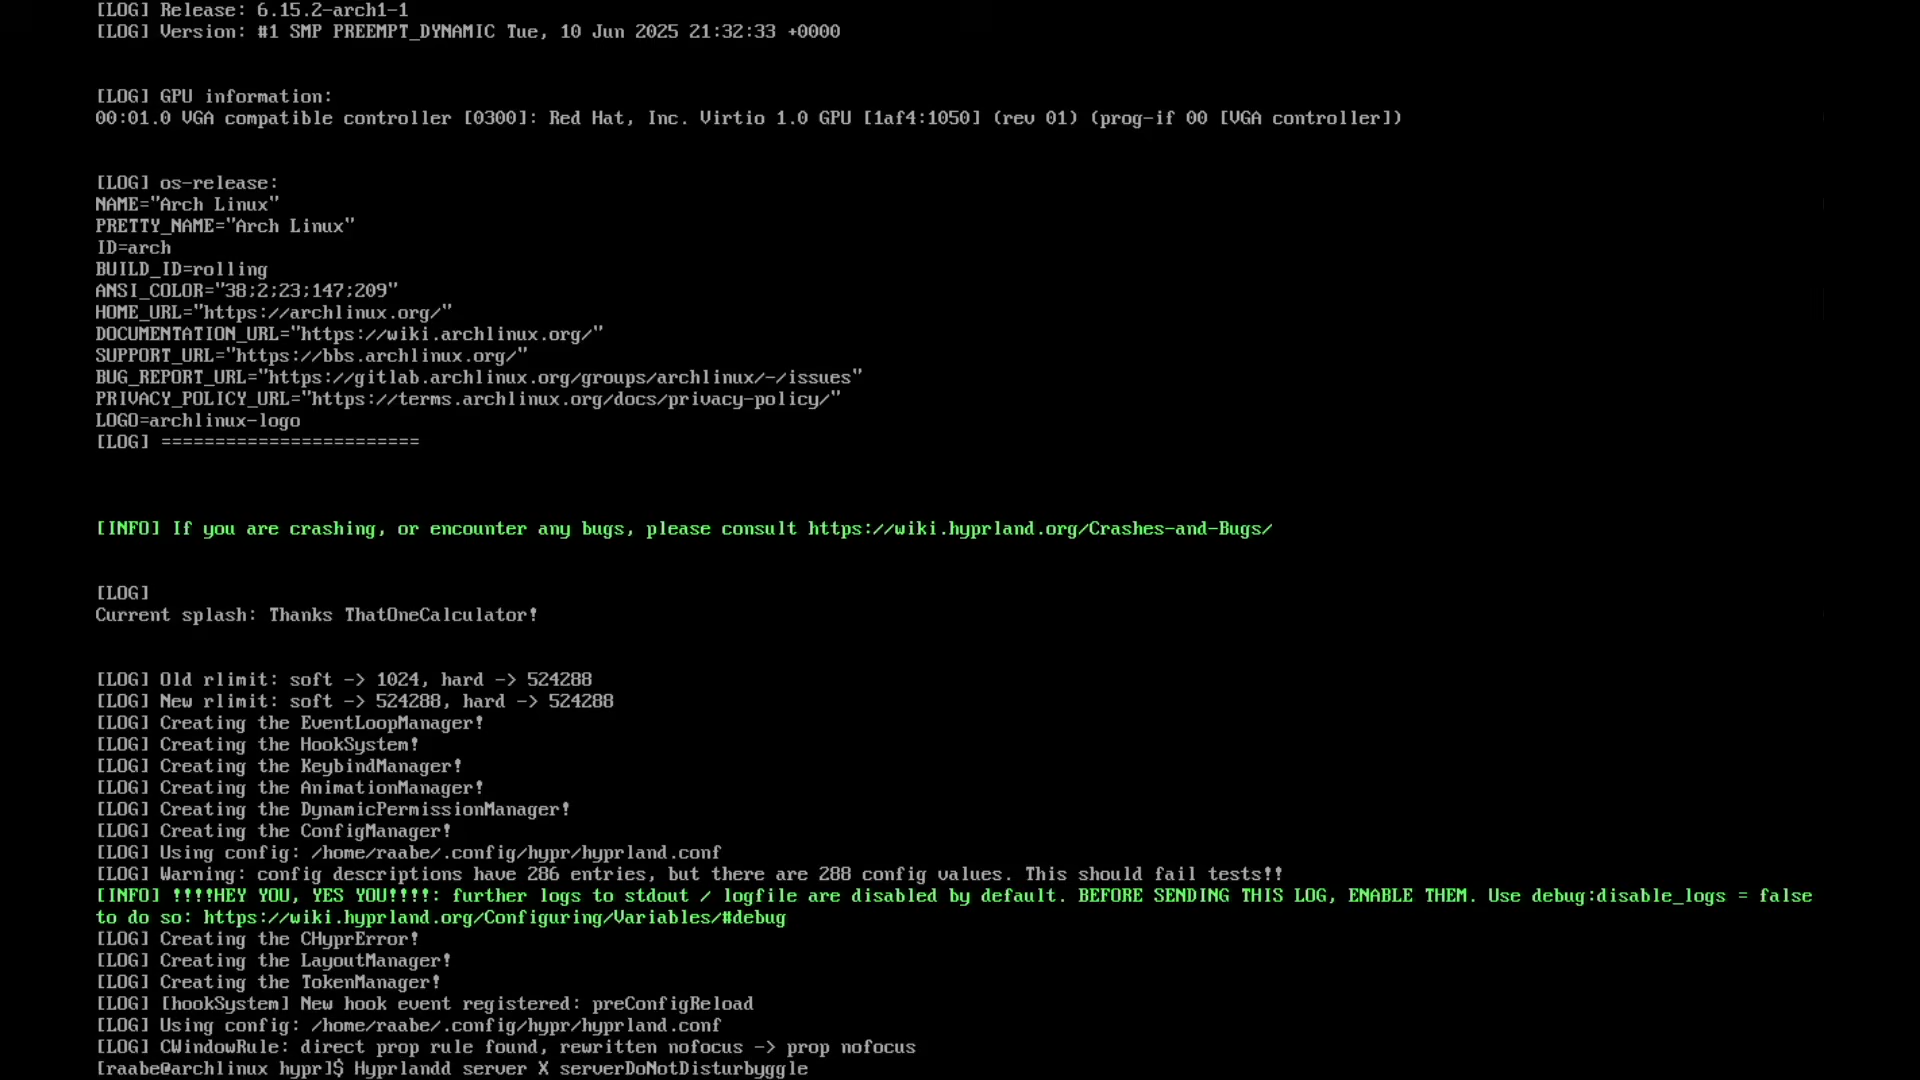 [LOG] Release: 6.15.2-arch1-1
[LOG] Version: #1 SMP PREEMPT_DYNAMIC Tue, 10 Jun 2025 21:32:33 +0000
[LOG] GPU information:
00:01.0 VGA compatible controller [0300]: Red Hat, Inc. Virtio 1.0 GPU [1af4:1050] (rev 01) (prog-if 00 [VGA controller])
[LOG] os-release:
NAME="Arch Linux"
PRETTY_NAME="Arch Linux"
ID=arch
BUILD_ID=rolling
ANSI_COLOR="38;2;23;147;209"
HOME_URL="https://archlinux.org/"
DOCUMENTATION_URL="https://wiki.archlinux.org/"
SUPPORT_URL="https://bbs.archlinux.org/"
BUG_REPORT_URL="https://gitlab.archlinux.org/groups/archlinux/-/issues"
PRIVACY_POLICY_URL="https://terms.archlinux.org/docs/privacy-policy/"
LOGO=archlinux-logo
[LOG] ========================
[INFO] If you are crashing, or encounter any bugs, please consult https://wiki.hyprland.org/Crashes-and-Bugs/
[LOG]
Current splash: Thanks ThatOneCalculator!
[LOG] Old rlimit: soft -> 1024, hard -> 524288
[LOG] New rlimit: soft -> 524288, hard -> 524288
[LOG] Creating the EventLoopManager!
[LOG] Creating the HookSystem!
[LOG] Creating the KeybindManager!
[LOG] Creating the AnimationManager!
[LOG] Creating the DynamicPermissionManager!
[LOG] Creating the ConfigManager!
[LOG] Using config: /home/raabe/.config/hypr/hyprland.conf
[LOG] Warning: config descriptions have 286 entries, but there are 288 config values. This should fail tests!!
[INFO] !!!!HEY YOU, YES YOU!!!!: further logs to stdout / logfile are disabled by default. BEFORE SENDING THIS LOG, ENABLE THEM. Use debug:disable_logs = false
to do so: https://wiki.hyprland.org/Configuring/Variables/#debug
[LOG] Creating the CHyprError!
[LOG] Creating the LayoutManager!
[LOG] Creating the TokenManager!
[LOG] [hookSystem] New hook event registered: preConfigReload
[LOG] Using config: /home/raabe/.config/hypr/hyprland.conf
[LOG] CWindowRule: direct prop rule found, rewritten nofocus -> prop nofocus
[raabe@archlinux hypr]$ Hyprlandd server X serverDoNotDisturbyggle